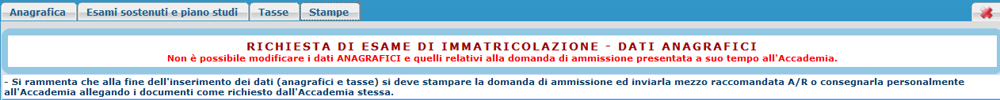 Anagrafica Esami sostenuti e piano studi Tasse Stampe
RICHIESTA DI ESAME DI IMMATRICOLAZIONE - DATI ANAGRAFICI
Non è possibile modificare i dati ANAGRAFICI e quelli relativi alla domanda di ammissione presentata a suo tempo all'Accademia.
- Si rammenta che alla fine dell'inserimento dei dati (anagrafici e tasse) si deve stampare la domanda di ammissione ed inviarla mezzo raccomandata A/R o consegnarla personalmente
all'Accademia allegando i documenti come richiesto dall'Accademia stessa.